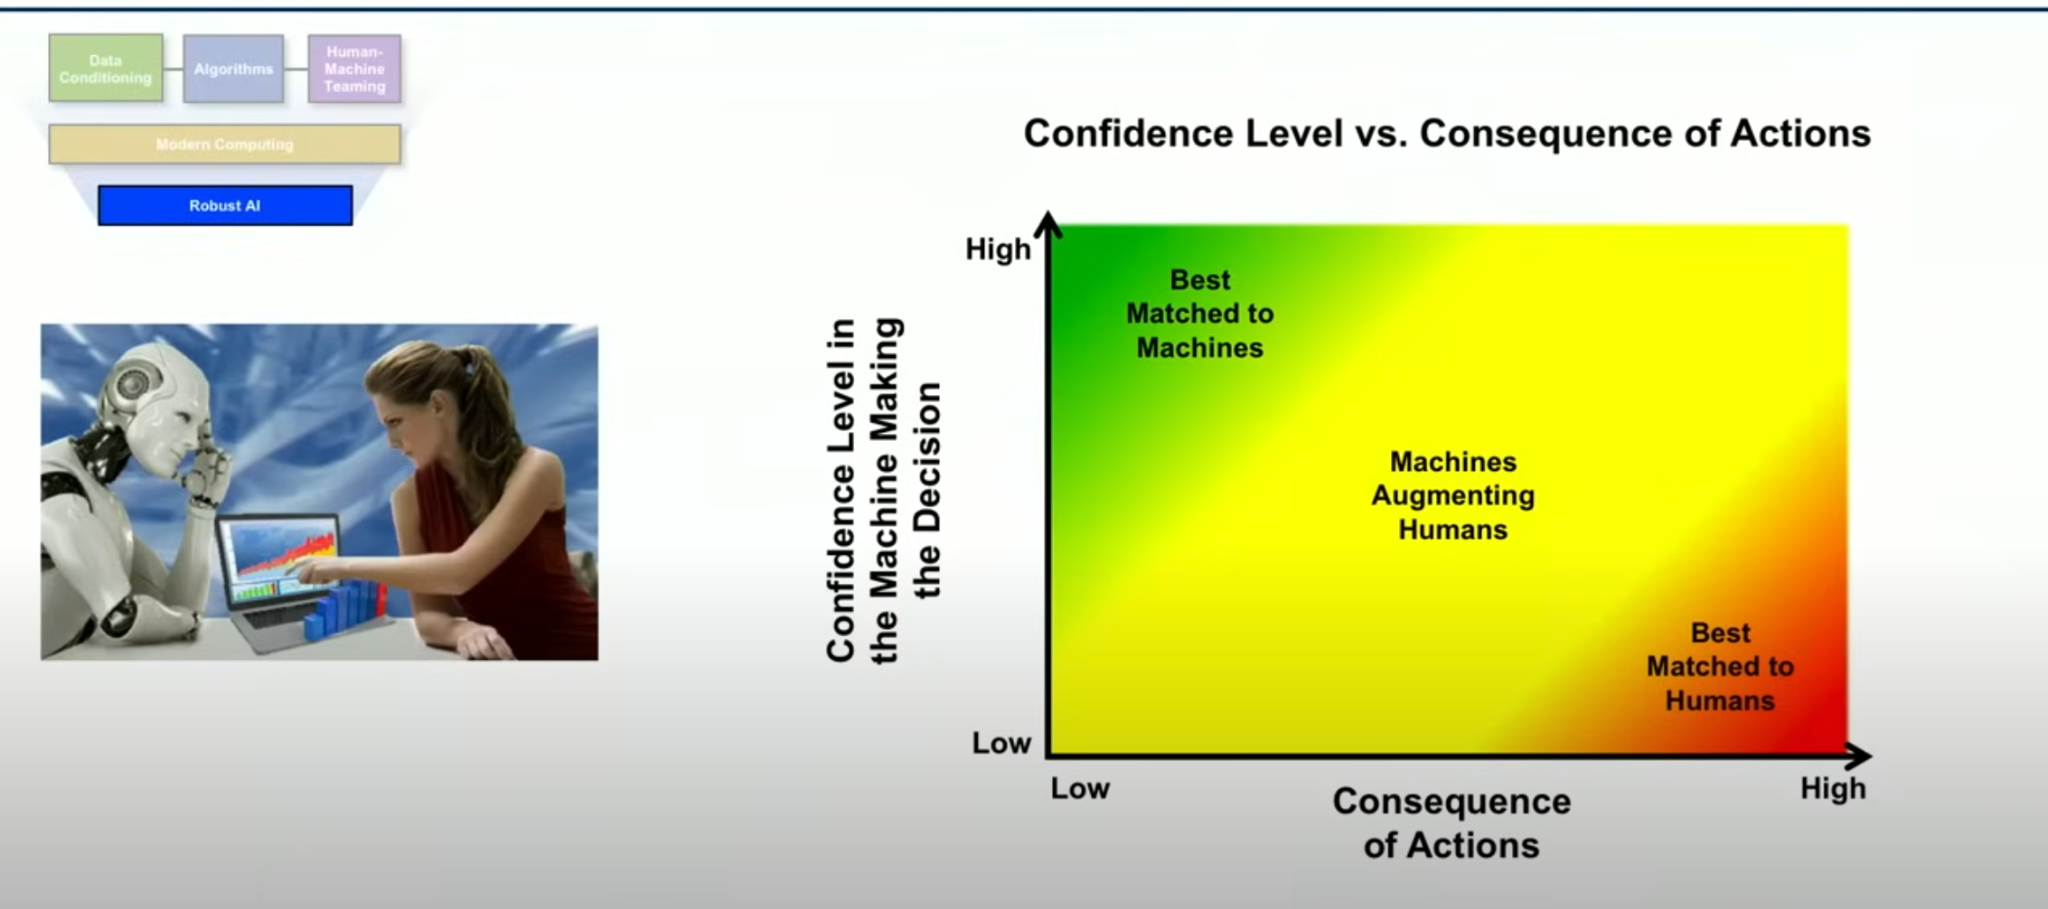 Data
Conditioning
Algorithms
Human-
Machine
Teaming
Modern Computing
Robust AI
Confidence Level vs. Consequence of Actions
Confidence Level in
the Machine Making
the Decision
High
Low
Best
Matched to
Machines
Machines
Augmenting
Humans
Best
Matched to
Humans
Low
High
Consequence
of Actions